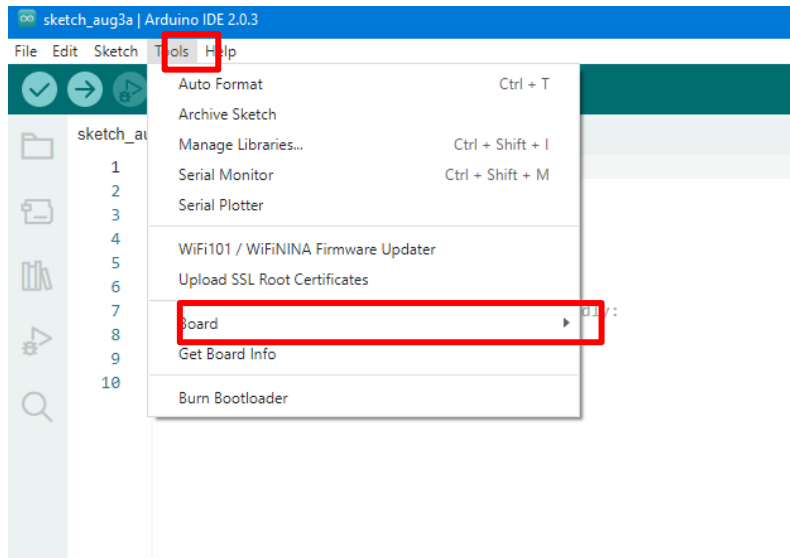 sketch_aug3a | Arduino IDE 2.0.3
File Edit Sketch Tools Help
Auto Format Ctrl + T
Archive Sketch
Manage Libraries... Ctrl + Shift + I
Serial Monitor Ctrl + Shift + M
Serial Plotter
WiFi101 / WiFiNINA Firmware Updater
Upload SSL Root Certificates
Board
Get Board Info
Burn Bootloader
sketch_au
1
2
3
4
5
6
7 dly:
8
9
10